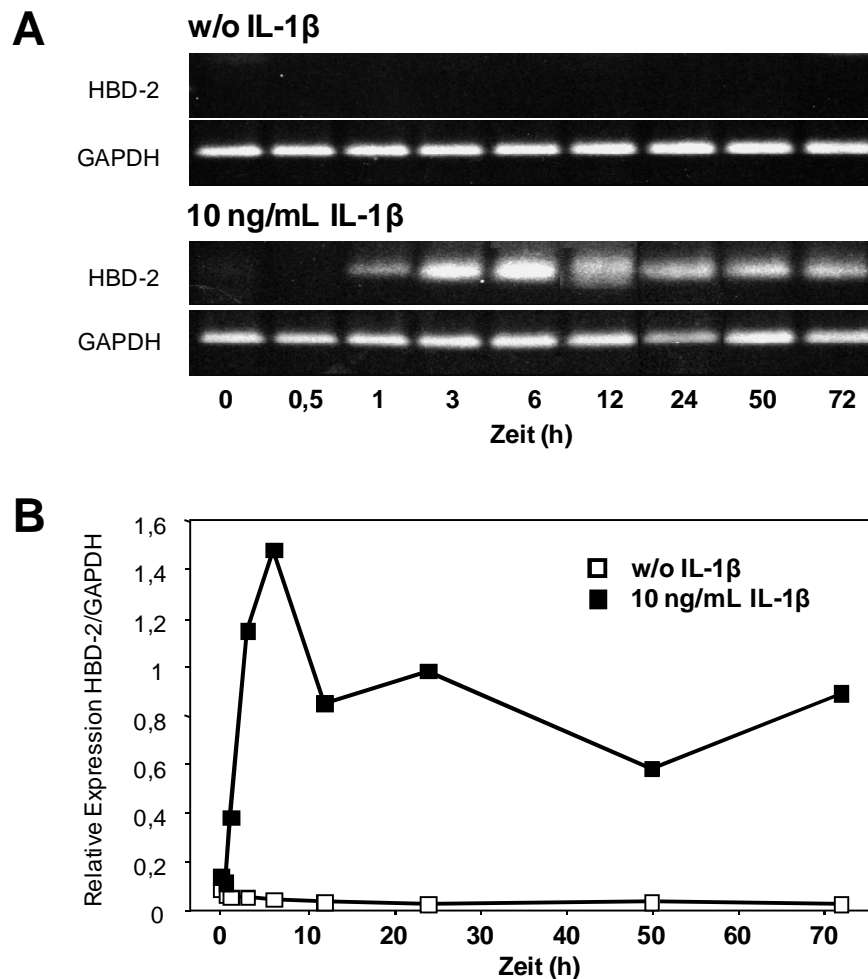 A
w/o IL-1β
HBD-2
GAPDH
10 ng/mL IL-1β
HBD-2
GAPDH
0 0,5 1 3 6 12 24 50 72
Zeit (h)
B
Relative Expression HBD-2/GAPDH
1,6
1,4
1,2
1
0,8
0,6
0,4
0,2
0
w/o IL-1β
10 ng/mL IL-1β
0 10 20 30 40 50 60 70
Zeit (h)